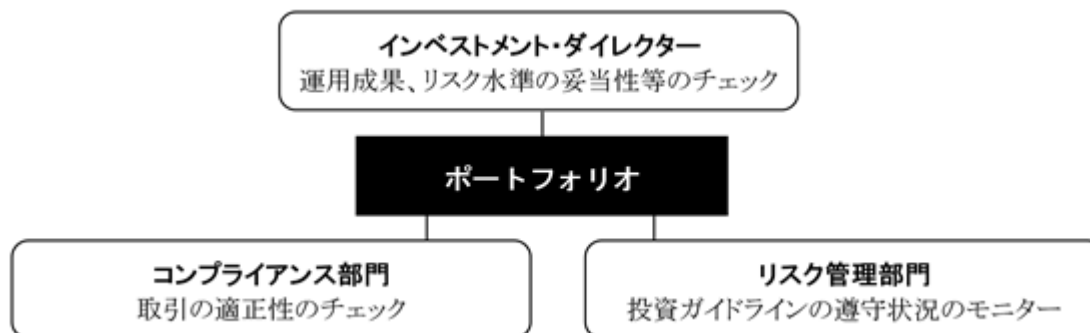 インベストメント・ダイレクター
運用成果、リスク水準の妥当性等のチェック
ポートフォリオ
コンプライアンス部門
取引の適正性のチェック
リスク管理部門
投資ガイドラインの遵守状況のモニター